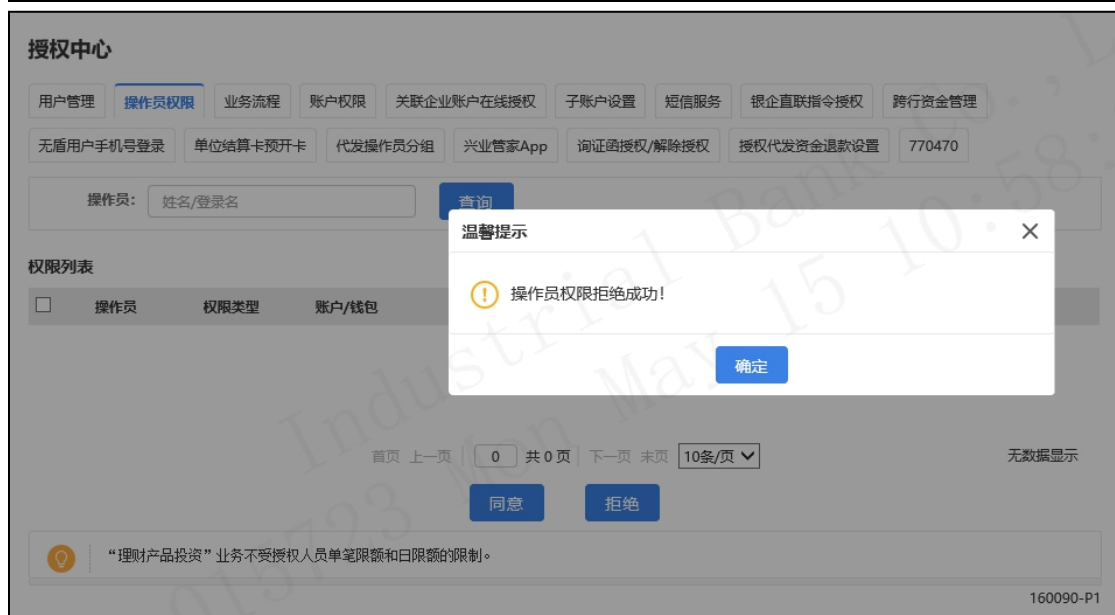 授权中心
用户管理 操作员权限 业务流程 账户权限 关联企业账户在线授权 子账户设置 短信服务 银企直联指令授权 跨行资金管理
无盾用户手机号登录 单位结算卡预开卡 代发操作员分组 兴业管家App 询证函授权/解除授权 授权代发资金退款设置 770470
操作员： 姓名/登录名 查询
温馨提示
权限列表
操作员 权限类型 账户/钱包
操作员权限拒绝成功！
确定
首页 上一页 0 共 0 页 下一页 末页 10条/页 无数据显示
同意 拒绝
“理财产品投资”业务不受授权人员单笔限额和日限额的限制。
160090-P1
Industrial Bank Co., L
015723 Mon May 15 10:58: